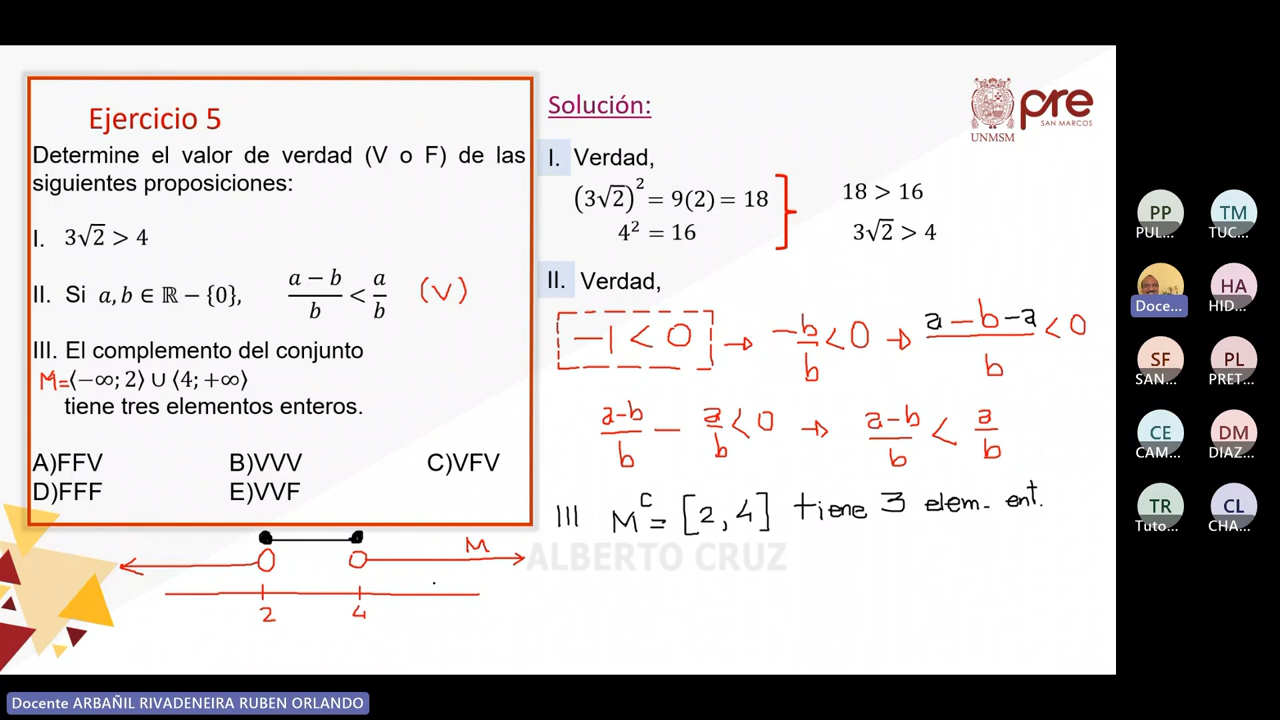 Ejercicio 5
Determine el valor de verdad (V o F) de las
siguientes proposiciones:
I. 3√2 > 4
II. Si a, b ∈ ℝ − {0}, (a − b)/b < a/b (V)
III. El complemento del conjunto
M=⟨−∞; 2⟩ ∪ ⟨4; +∞⟩
tiene tres elementos enteros.
A)FFV B)VVV C)VFV
D)FFF E)VVF
M
2 4
Solución:
I. Verdad,
(3√2)² = 9(2) = 18
4² = 16
18 > 16
3√2 > 4
II. Verdad,
−1 < 0 → −b/b < 0 → (a − b − a)/b < 0
(a-b)/b − a/b < 0 → (a-b)/b < a/b
III Mᶜ = [2, 4] tiene 3 elem. ent.
ALBERTO CRUZ
UNMSM
pre
SAN MARCOS
PP
PUL...
TM
TUC...
Doce...
HA
HID...
SF
SAN...
PL
PRET...
CE
CAM...
DM
DIAZ...
TR
Tuto...
CL
CHA...
Docente ARBAÑIL RIVADENEIRA RUBEN ORLANDO